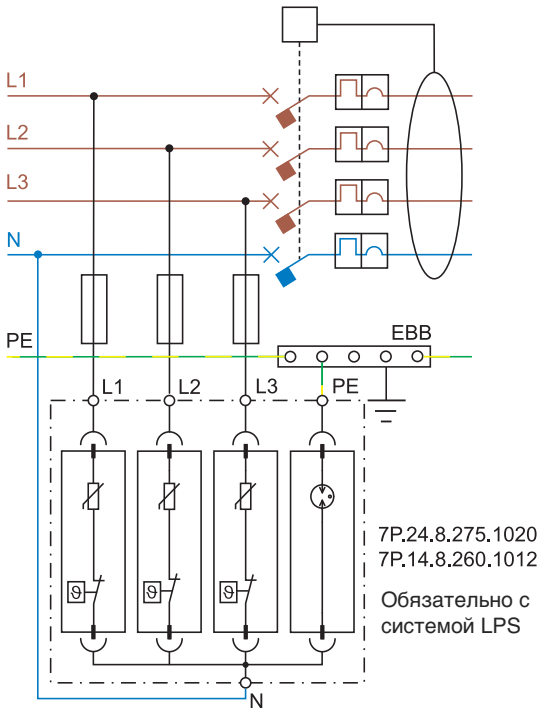 L1
L2
L3
N
PE
EBB
L1
L2
L3
PE
ϑ
ϑ
ϑ
7P.24.8.275.1020
7P.14.8.260.1012
Обязательно с
системой LPS
N